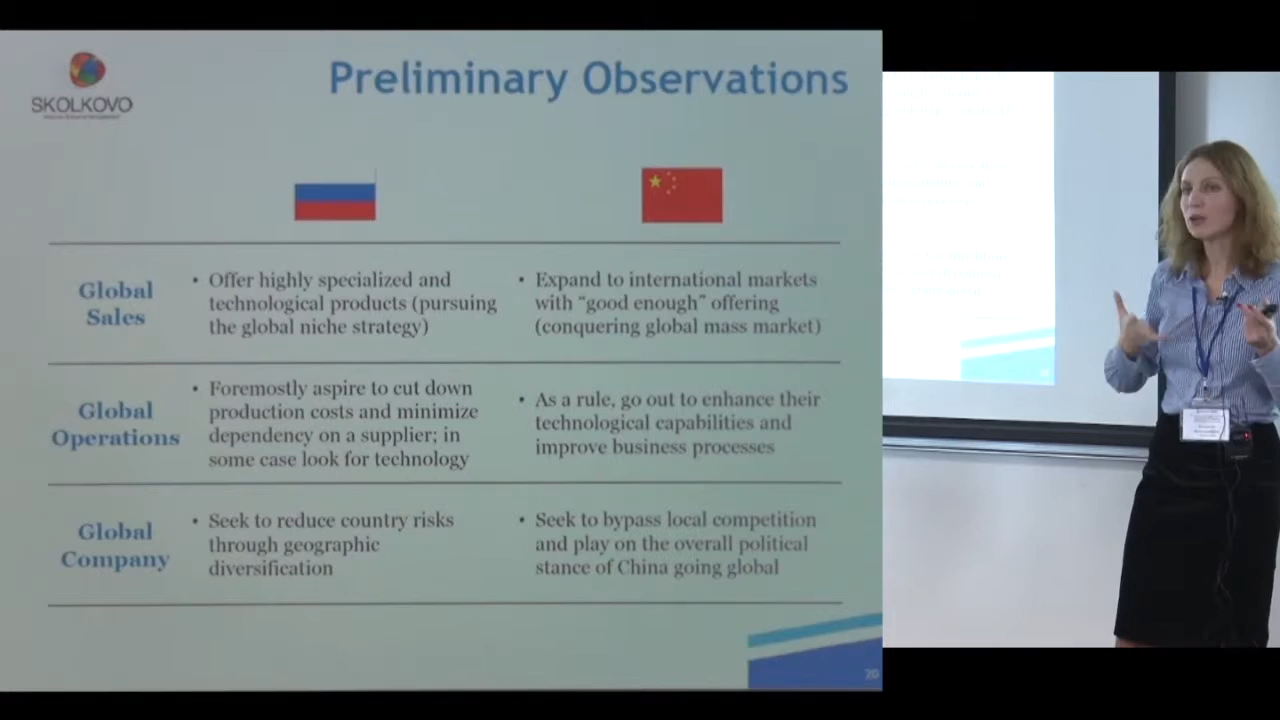 Preliminary Observations
SKOLKOVO
Global
Sales
• Offer highly specialized and
technological products (pursuing
the global niche strategy)
• Expand to international markets
with “good enough” offering
(conquering global mass market)
Global
Operations
• Foremostly aspire to cut down
production costs and minimize
dependency on a supplier; in
some case look for technology
• As a rule, go out to enhance their
technological capabilities and
improve business processes
Global
Company
• Seek to reduce country risks
through geographic
diversification
• Seek to bypass local competition
and play on the overall political
stance of China going global
20